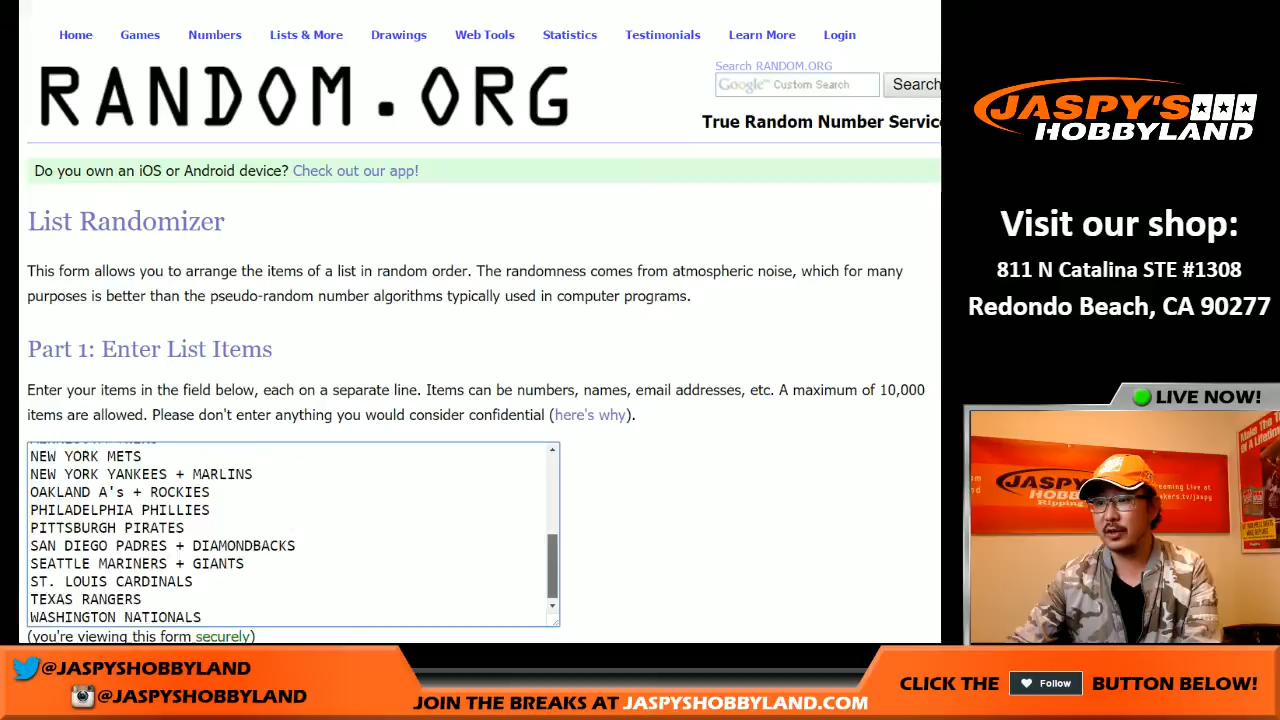 Home Games Numbers Lists & More Drawings Web Tools Statistics Testimonials Learn More Login
RANDOM.ORG
Search RANDOM.ORG
Google™ Custom Search Search
True Random Number Servic
Do you own an iOS or Android device? Check out our app!
List Randomizer
This form allows you to arrange the items of a list in random order. The randomness comes from atmospheric noise, which for many
purposes is better than the pseudo-random number algorithms typically used in computer programs.
Part 1: Enter List Items
Enter your items in the field below, each on a separate line. Items can be numbers, names, email addresses, etc. A maximum of 10,000
items are allowed. Please don't enter anything you would consider confidential (here's why).
NEW YORK METS
NEW YORK YANKEES + MARLINS
OAKLAND A's + ROCKIES
PHILADELPHIA PHILLIES
PITTSBURGH PIRATES
SAN DIEGO PADRES + DIAMONDBACKS
SEATTLE MARINERS + GIANTS
ST. LOUIS CARDINALS
TEXAS RANGERS
WASHINGTON NATIONALS
(you're viewing this form securely)
JASPY'S
HOBBYLAND
Visit our shop:
811 N Catalina STE #1308
Redondo Beach, CA 90277
LIVE NOW!
JASPY
@JASPYSHOBBYLAND
@JASPYSHOBBYLAND
JOIN THE BREAKS AT JASPYSHOBBYLAND.COM
CLICK THE Follow BUTTON BELOW!